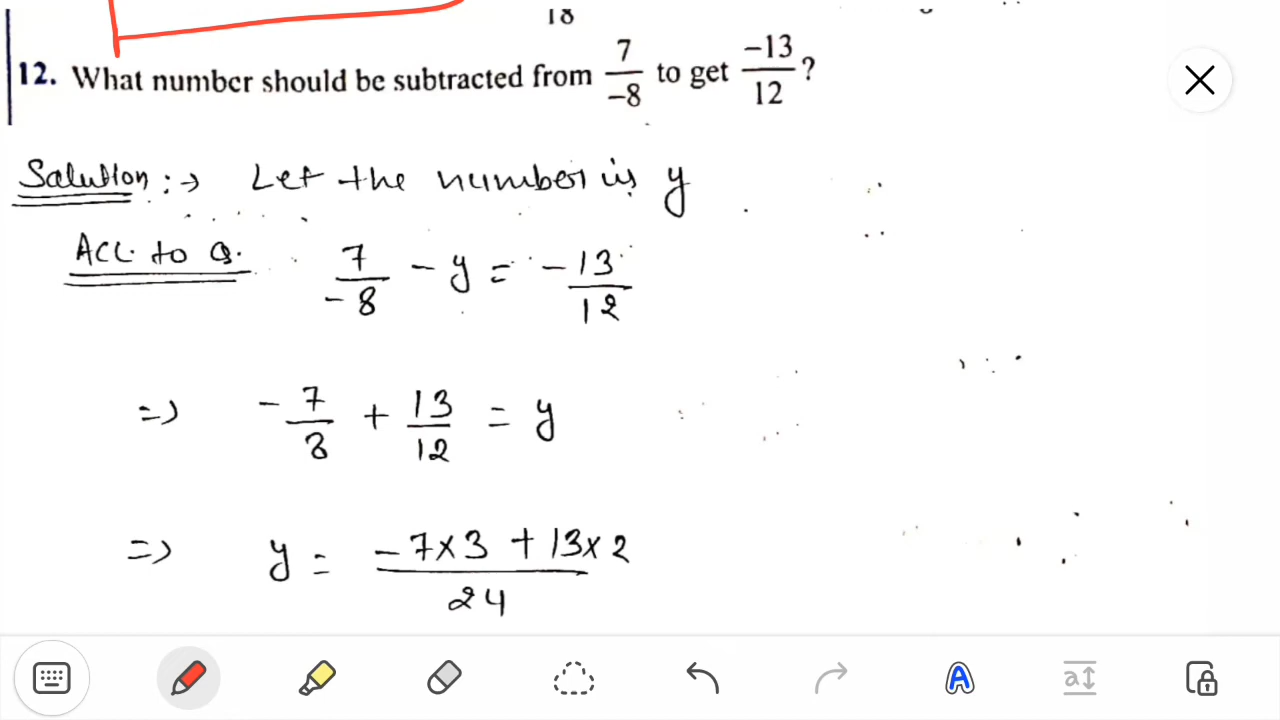 18
12. What number should be subtracted from 7/-8 to get -13/12?
Solution :→ Let the number is y
Acc. to Q. 7/-8 - y = -13/12
=> -7/8 + 13/12 = y
=> y = -7×3 + 13×2/24
A a